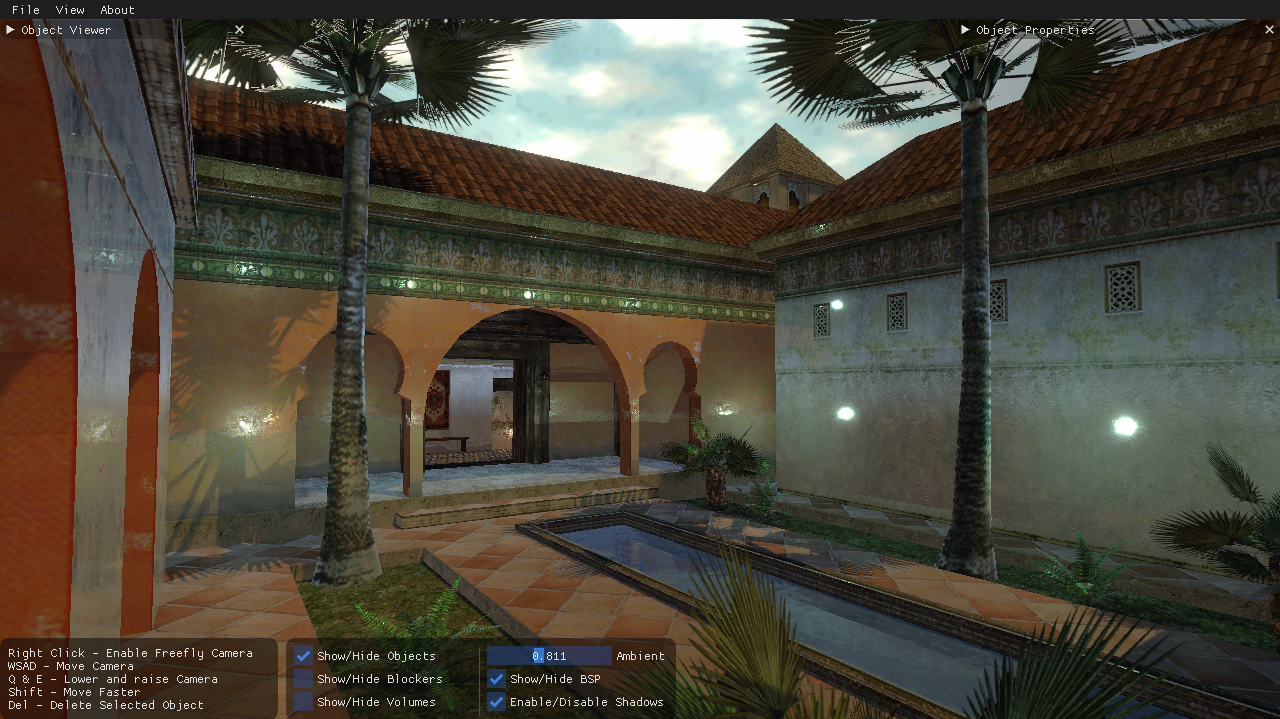 File View About
Object Viewer
Object Properties
Right Click - Enable Freefly Camera
WSAD - Move Camera
Q & E - Lower and raise Camera
Shift - Move Faster
Del - Delete Selected Object
Show/Hide Objects
Show/Hide Blockers
Show/Hide Volumes
0.811 Ambient
Show/Hide BSP
Enable/Disable Shadows